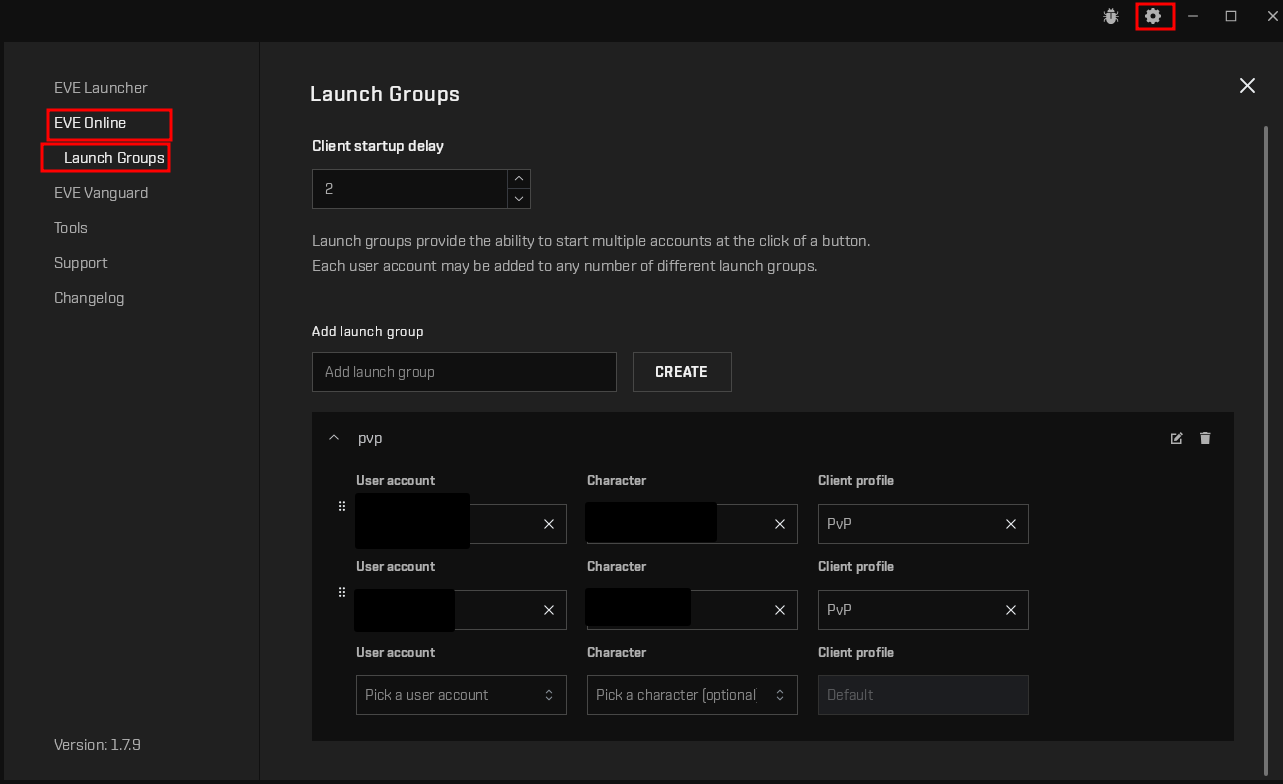 EVE Launcher
EVE Online
Launch Groups
EVE Vanguard
Tools
Support
Changelog
Version: 1.7.9
Launch Groups
Client startup delay
2
Launch groups provide the ability to start multiple accounts at the click of a button.
Each user account may be added to any number of different launch groups.
Add launch group
Add launch group
CREATE
pvp
User account Character Client profile
PvP
User account Character Client profile
PvP
User account Character Client profile
Pick a user account Pick a character (optional) Default